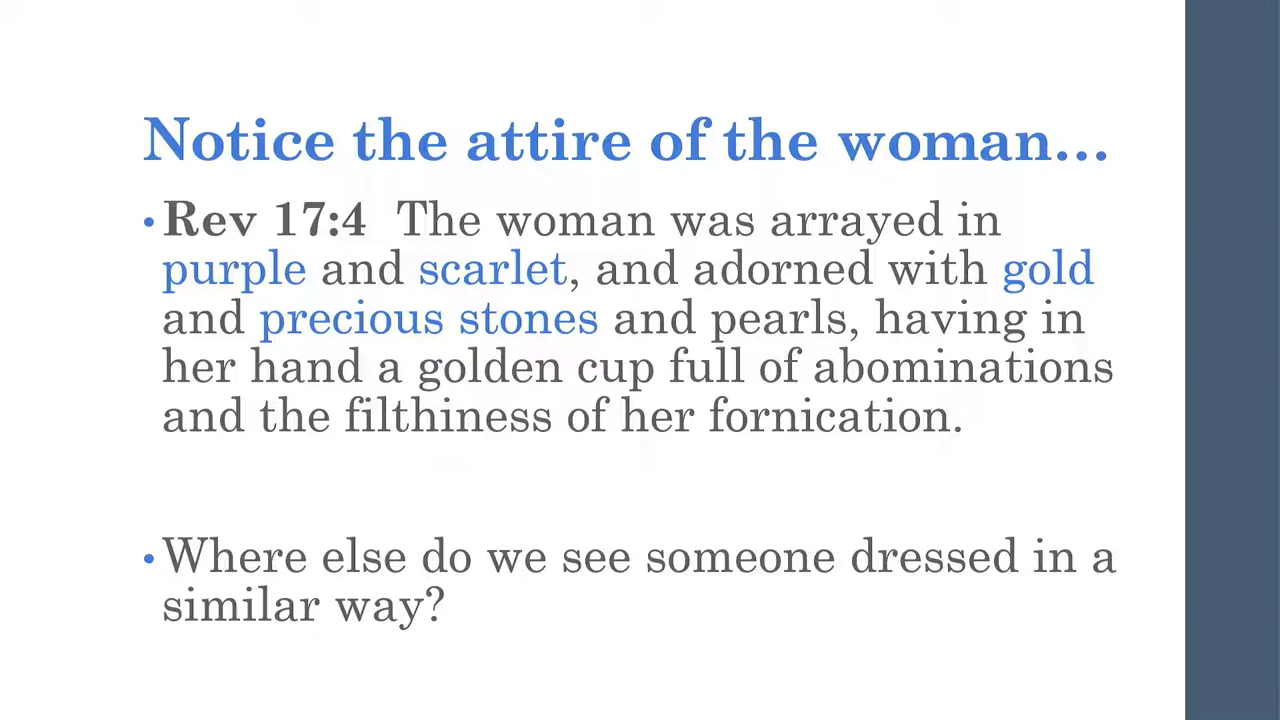 Notice the attire of the woman...
• Rev 17:4 The woman was arrayed in
purple and scarlet, and adorned with gold
and precious stones and pearls, having in
her hand a golden cup full of abominations
and the filthiness of her fornication.
• Where else do we see someone dressed in a
similar way?